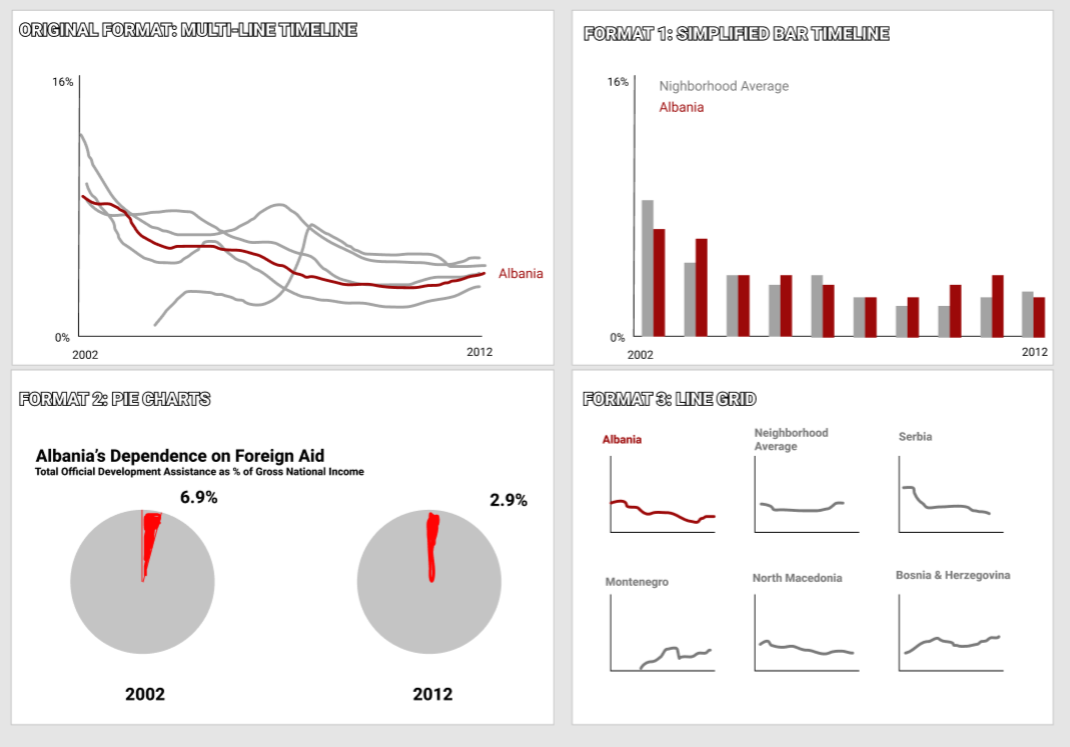 ORIGINAL FORMAT: MULTI-LINE TIMELINE
16%
Albania
0%
2002
2012
FORMAT 1: SIMPLIFIED BAR TIMELINE
16%
Nighborhood Average
Albania
0%
2002
2012
FORMAT 2: PIE CHARTS
Albania's Dependence on Foreign Aid
Total Official Development Assistance as % of Gross National Income
6.9%
2.9%
2002
2012
FORMAT 3: LINE GRID
Albania
Neighborhood
Average
Serbia
Montenegro
North Macedonia
Bosnia & Herzegovina